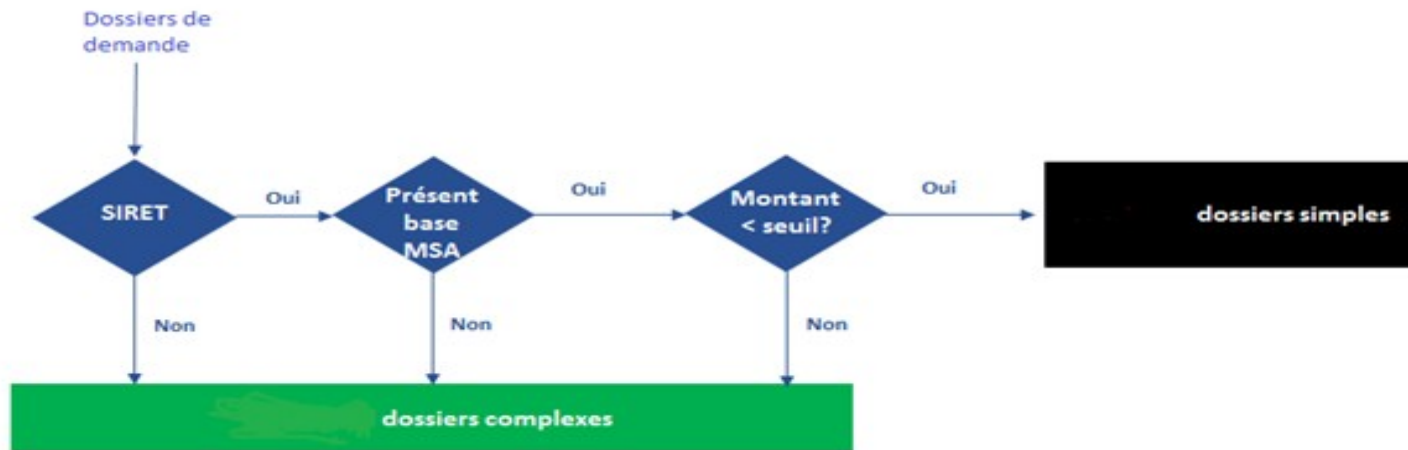 Dossiers de
demande
SIRET
Oui
Présent
base
MSA
Oui
Montant
< seuil?
Oui
dossiers simples
Non
Non
Non
dossiers complexes